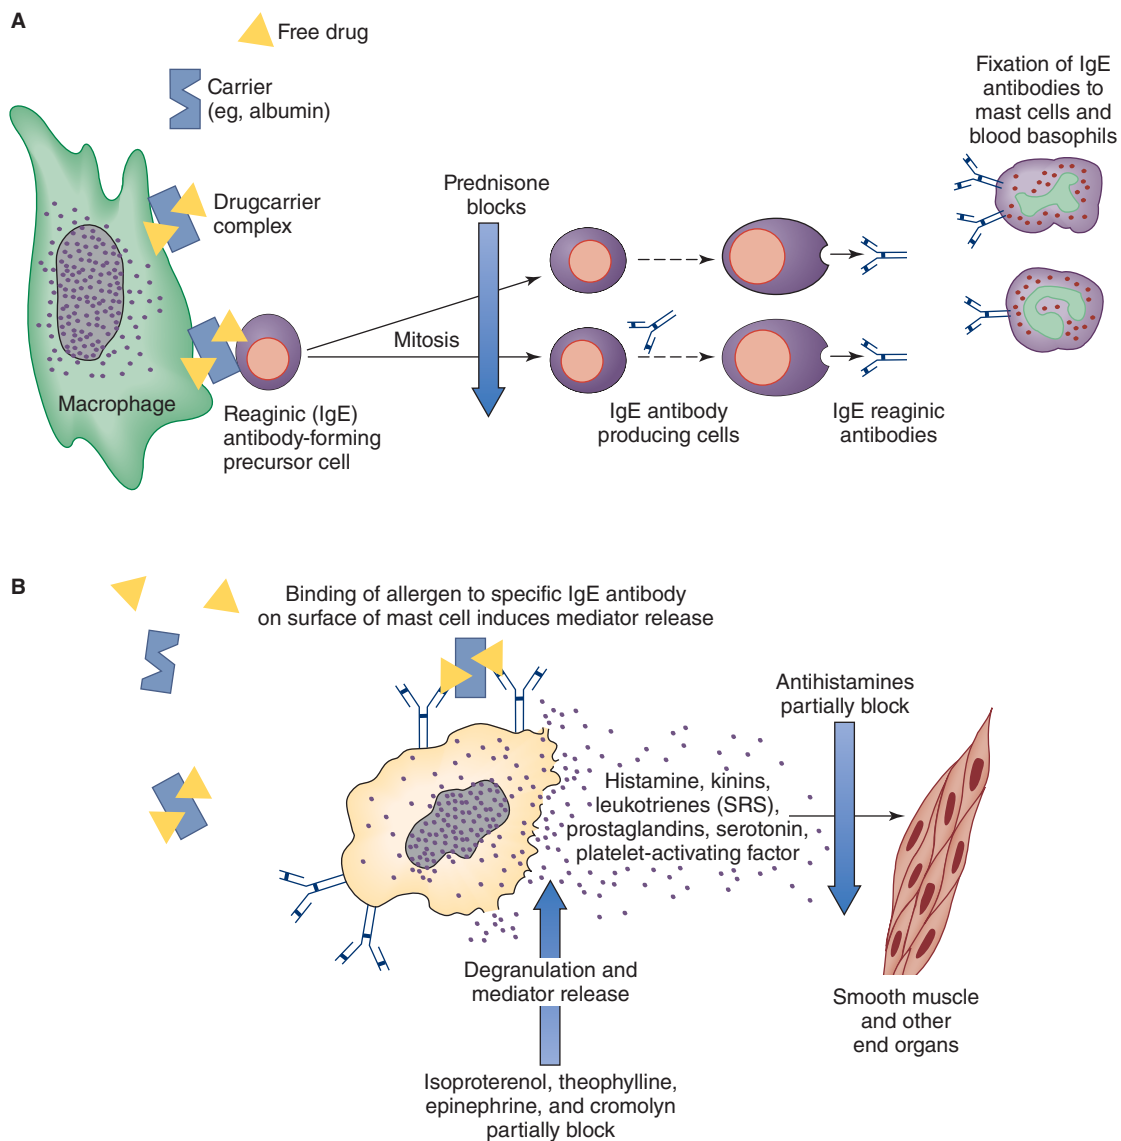 A
Free drug
Carrier
(eg, albumin)
Drugcarrier
complex
Macrophage
Reaginic (IgE)
antibody-forming
precursor cell
Mitosis
Prednisone
blocks
IgE antibody
producing cells
IgE reaginic
antibodies
Fixation of IgE
antibodies to
mast cells and
blood basophils
B
Binding of allergen to specific IgE antibody
on surface of mast cell induces mediator release
Histamine, kinins,
leukotrienes (SRS),
prostaglandins, serotonin,
platelet-activating factor
Antihistamines
partially block
Degranulation and
mediator release
Isoproterenol, theophylline,
epinephrine, and cromolyn
partially block
Smooth muscle
and other
end organs